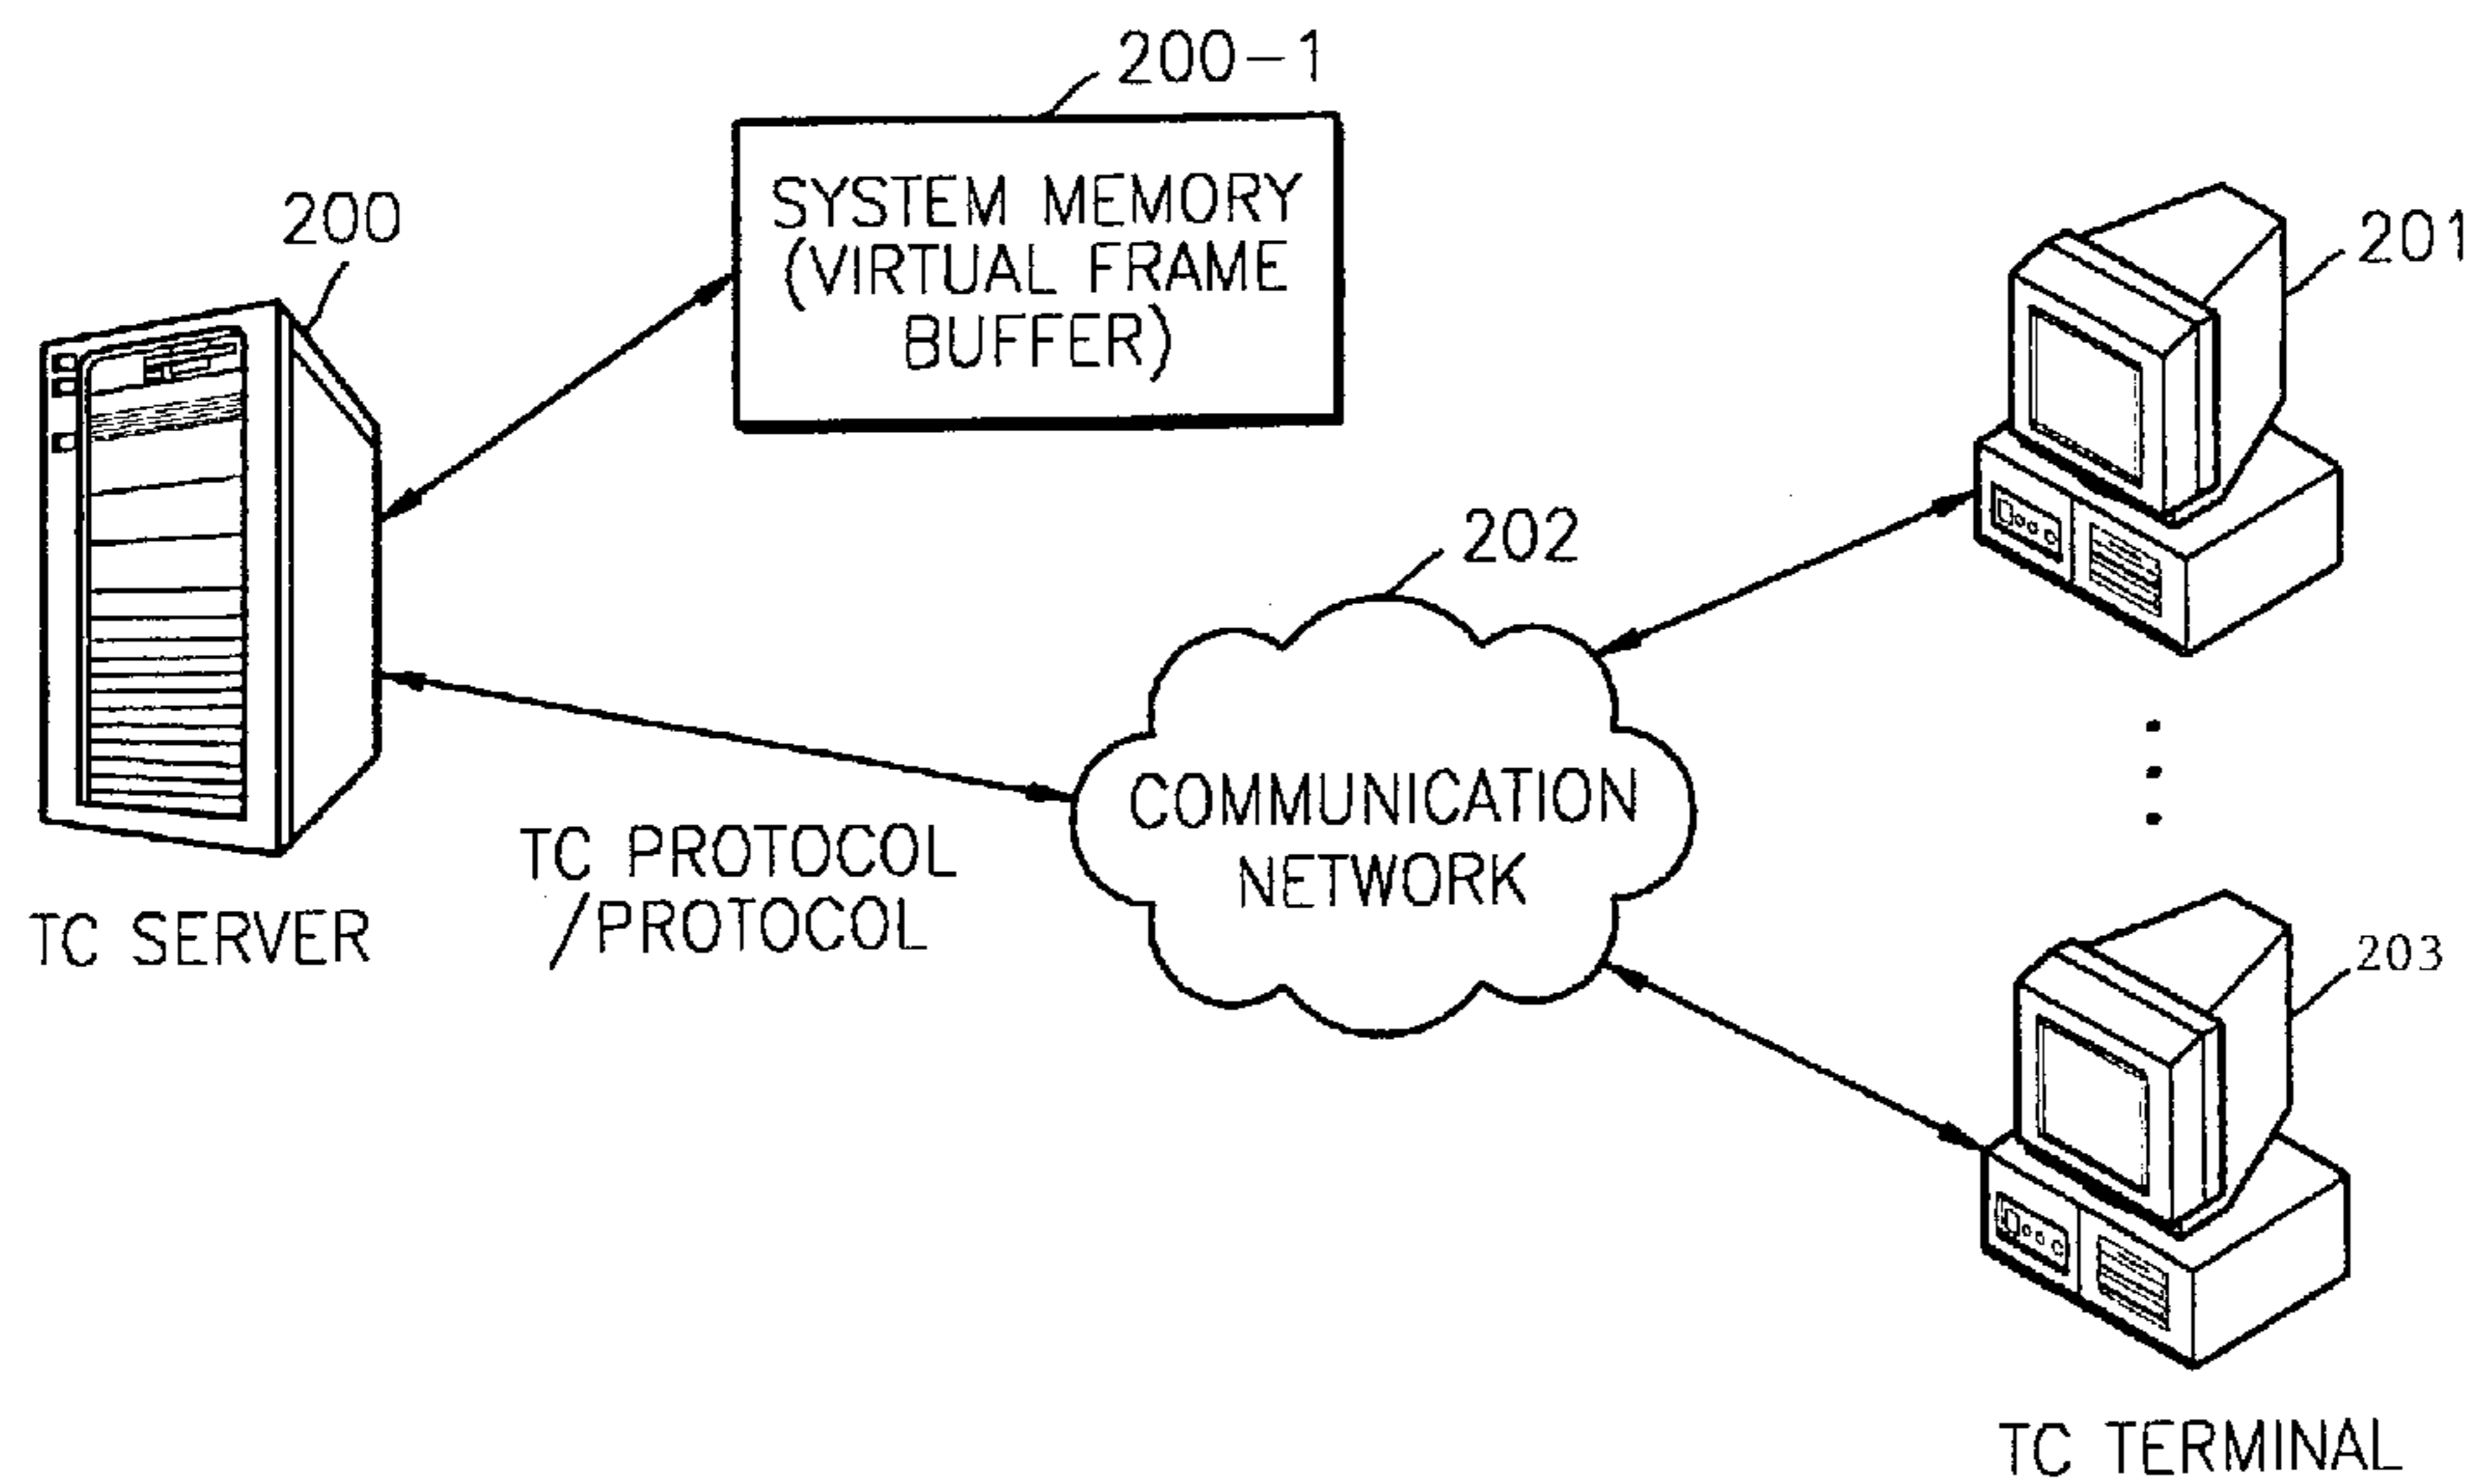 200-1
SYSTEM MEMORY
(VIRTUAL FRAME
BUFFER)
200
201
202
COMMUNICATION
NETWORK
TC PROTOCOL
/PROTOCOL
TC SERVER
203
TC TERMINAL